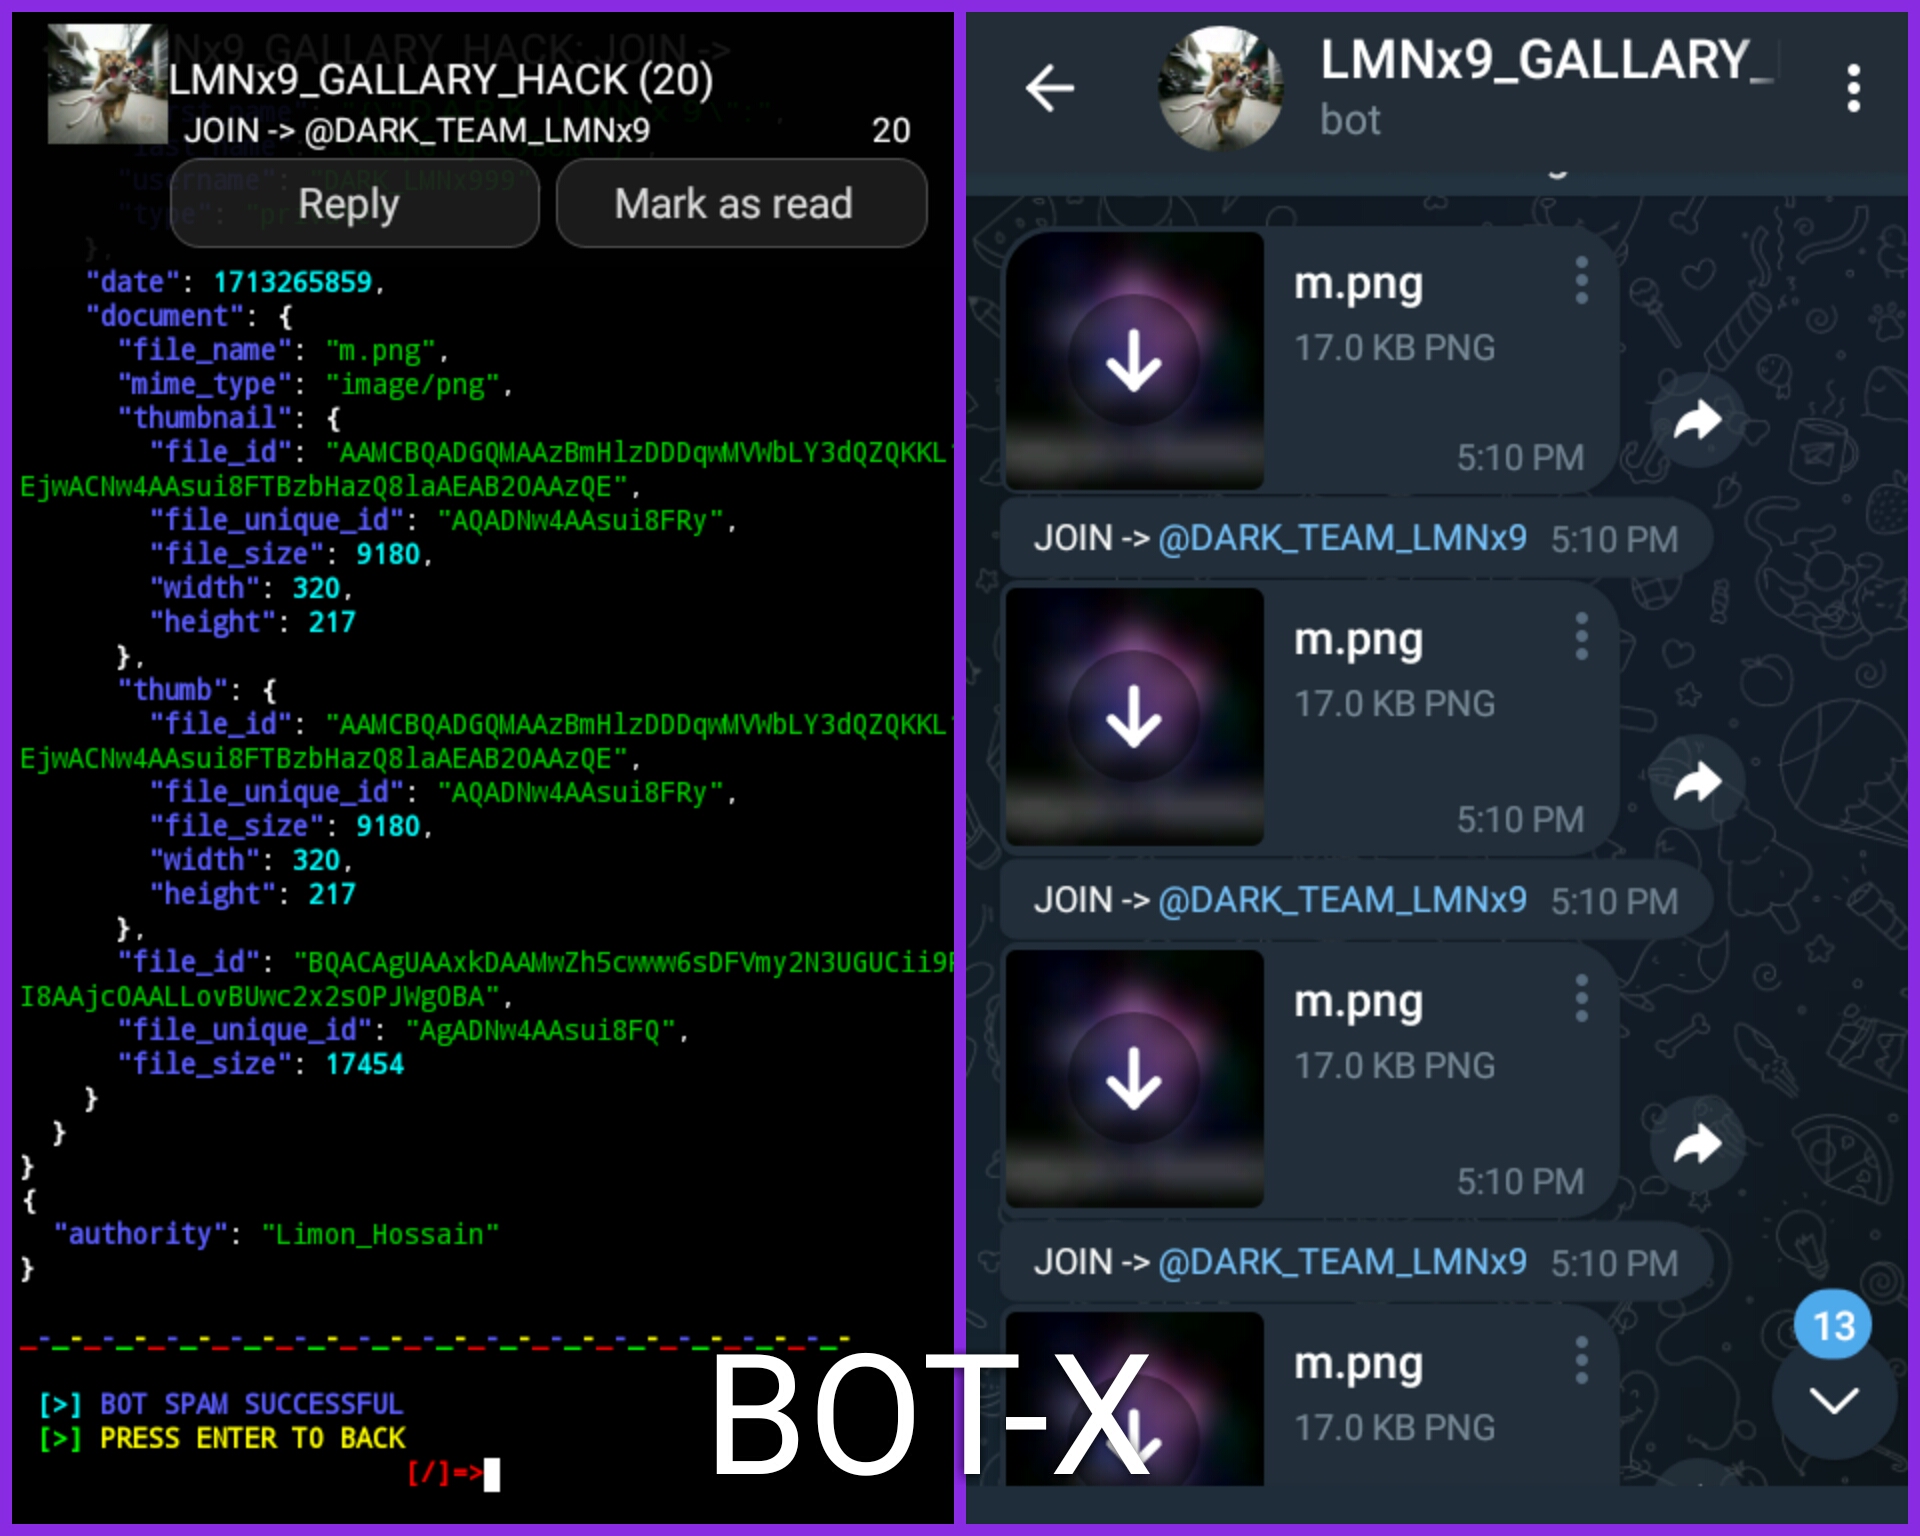 LMNx9_GALLARY_HACK (20)
JOIN -> @DARK_TEAM_LMNx9 20
Reply Mark as read
"username": "DARK_LMNx999"
"date": 1713265859,
"document": {
"file_name": "m.png",
"mime_type": "image/png",
"thumbnail": {
"file_id": "AAMCBQADGQMAAzBmHlzDDDqwMVWbLY3dQZQKKL
EjwACNw4AAsui8FTBzbHazQ8laAEAB20AAzQE",
"file_unique_id": "AQADNw4AAsui8FRy",
"file_size": 9180,
"width": 320,
"height": 217
},
"thumb": {
"file_id": "AAMCBQADGQMAAzBmHlzDDDqwMVWbLY3dQZQKKL
EjwACNw4AAsui8FTBzbHazQ8laAEAB20AAzQE",
"file_unique_id": "AQADNw4AAsui8FRy",
"file_size": 9180,
"width": 320,
"height": 217
},
"file_id": "BQACAgUAAxkDAAMwZh5cwww6sDFVmy2N3UGUCii9
I8AAjcOAALLovBUwc2x2sOPJWgOBA",
"file_unique_id": "AgADNw4AAsui8FQ",
"file_size": 17454
}
}
}
{
"authority": "Limon_Hossain"
}
[>] BOT SPAM SUCCESSFUL
[>] PRESS ENTER TO BACK
[/]=>
LMNx9_GALLARY_
bot
m.png
17.0 KB PNG
5:10 PM
JOIN -> @DARK_TEAM_LMNx9 5:10 PM
m.png
17.0 KB PNG
5:10 PM
JOIN -> @DARK_TEAM_LMNx9 5:10 PM
m.png
17.0 KB PNG
5:10 PM
JOIN -> @DARK_TEAM_LMNx9 5:10 PM
13
m.png
17.0 KB PNG
BOT-X